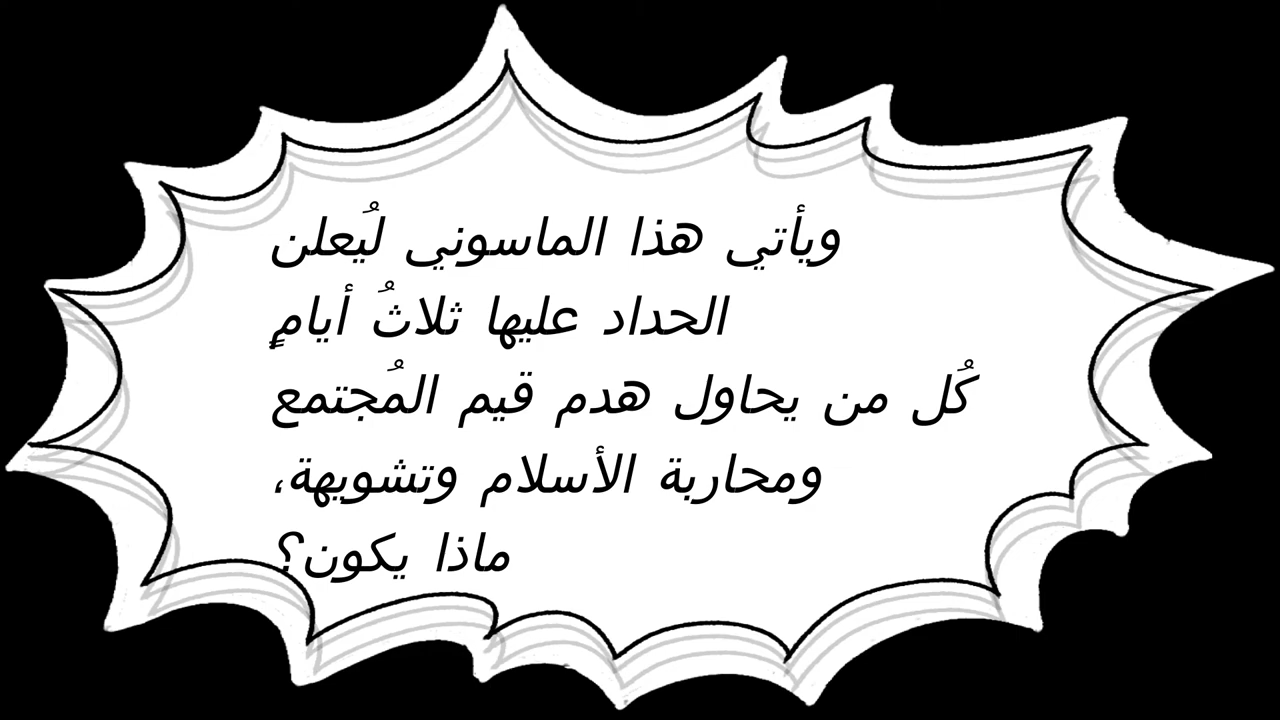 ويأتي هذا الماسوني ليُعلن
الحداد عليها ثلاثُ أيامٍ
كُل من يحاول هدم قيم المُجتمع
ومحاربة الأسلام وتشويهة،
ماذا يكون؟